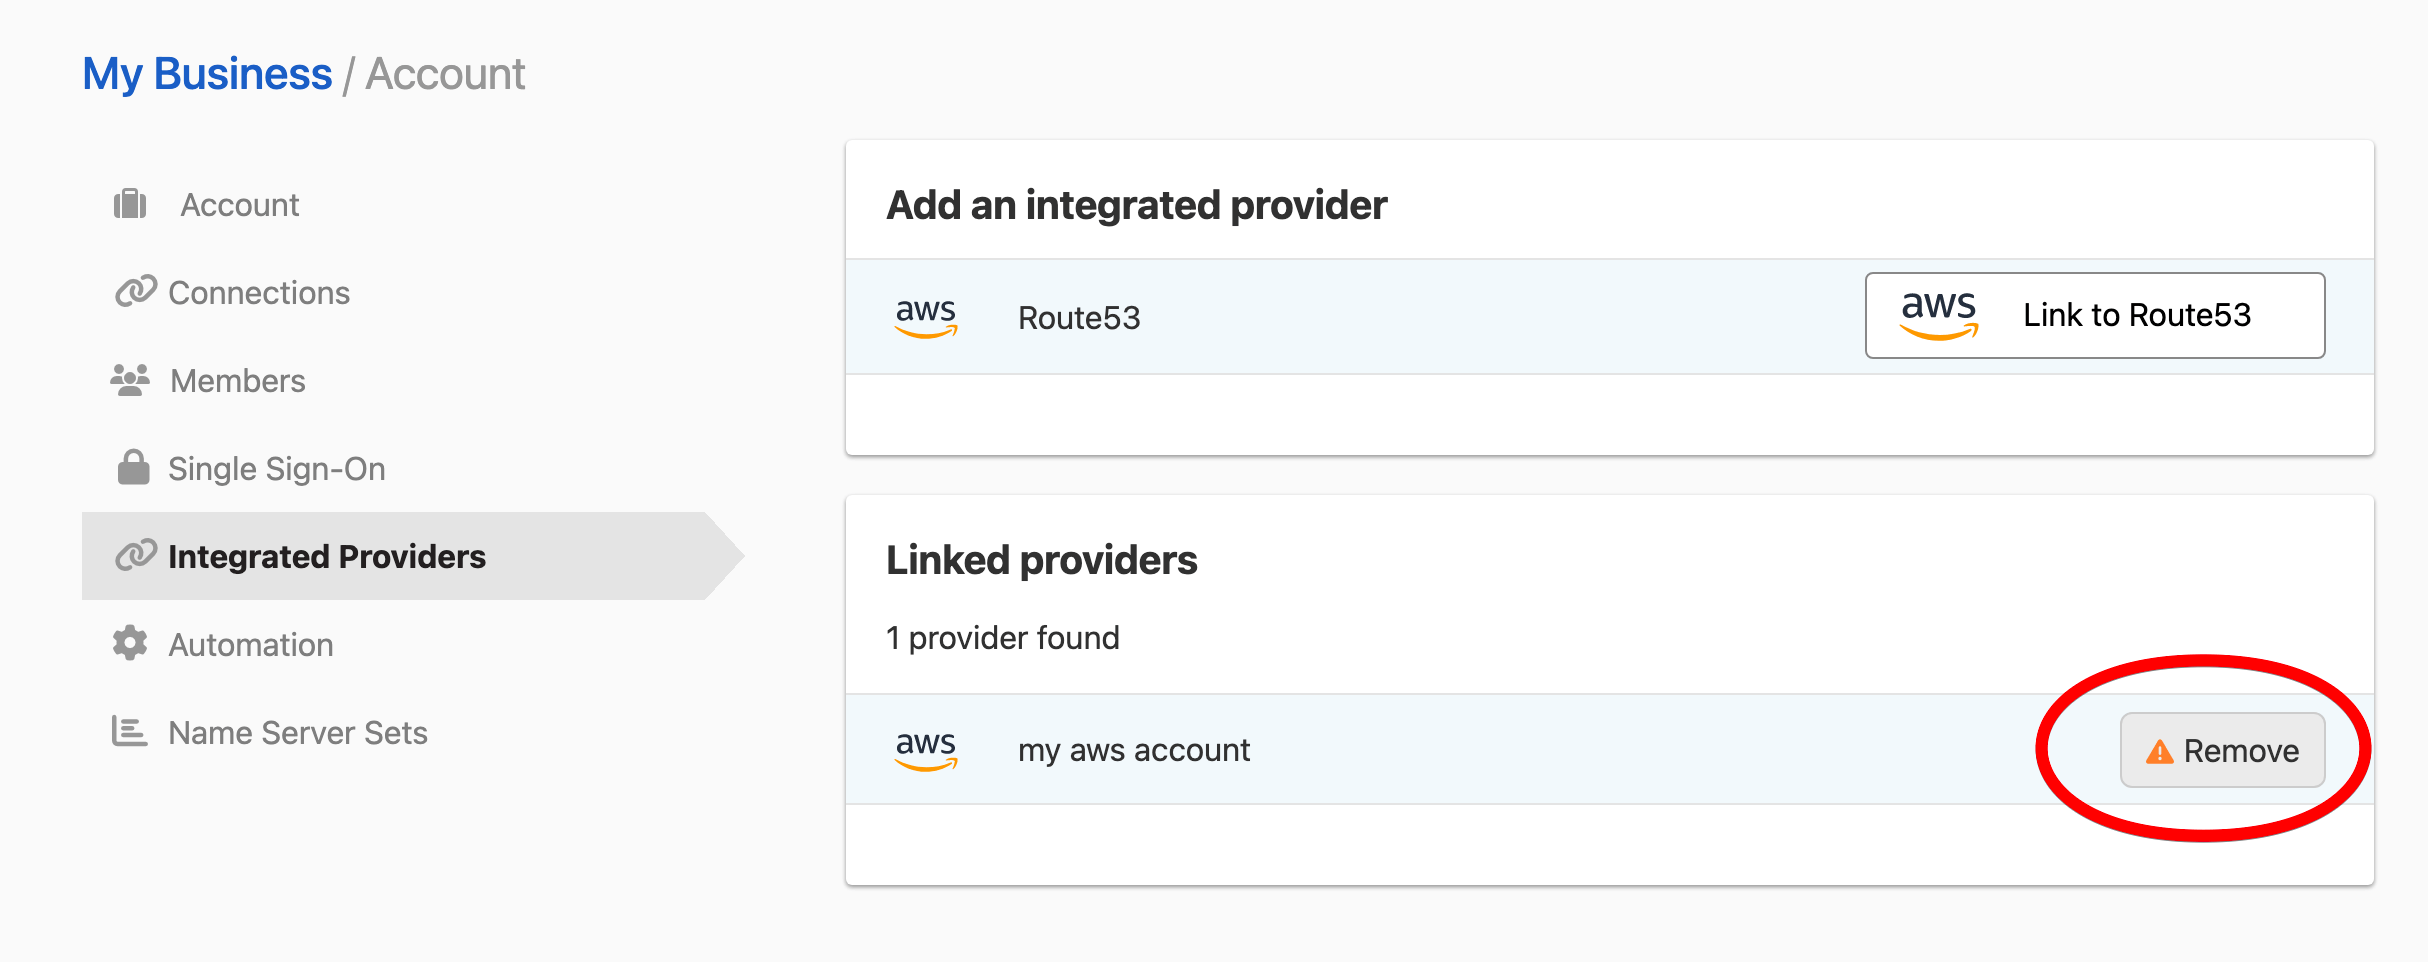 My Business / Account
Account
Connections
Members
Single Sign-On
Integrated Providers
Automation
Name Server Sets
Add an integrated provider
aws Route53 aws Link to Route53
Linked providers
1 provider found
aws my aws account Remove